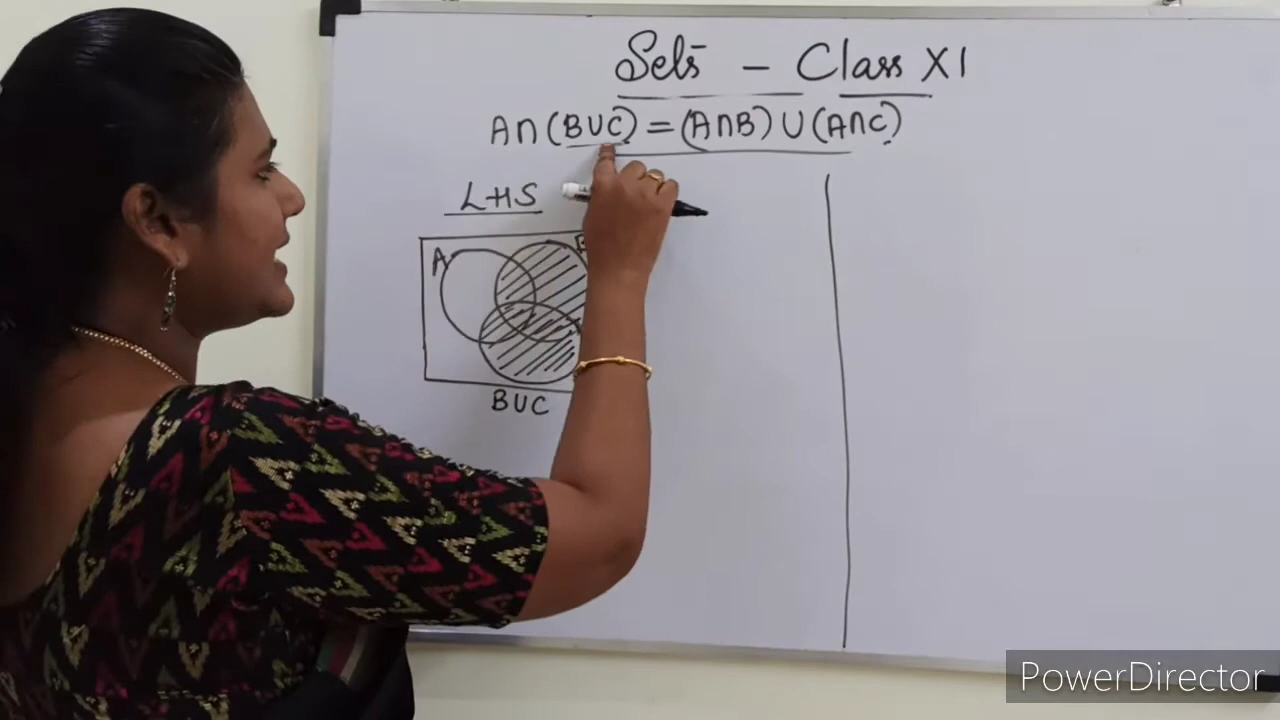 Sets - Class XI
A∩(B∪C) = (A∩B) ∪ (A∩C)
LHS
A
B∪C
PowerDirector